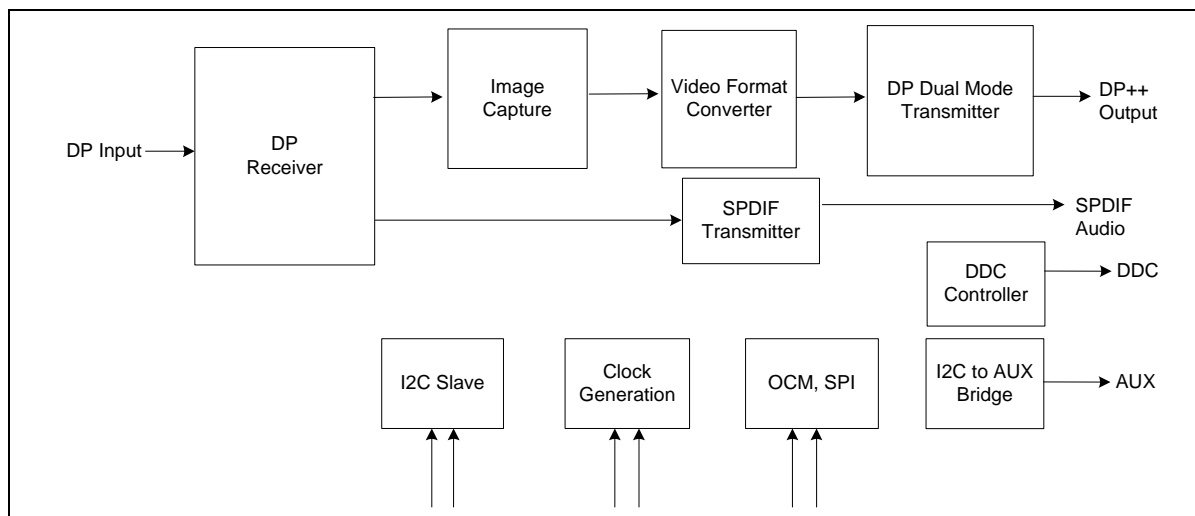 DP Input
DP
Receiver
Image
Capture
Video Format
Converter
DP Dual Mode
Transmitter
DP++
Output
SPDIF
Transmitter
SPDIF
Audio
DDC
Controller
DDC
I2C Slave
Clock
Generation
OCM, SPI
I2C to AUX
Bridge
AUX